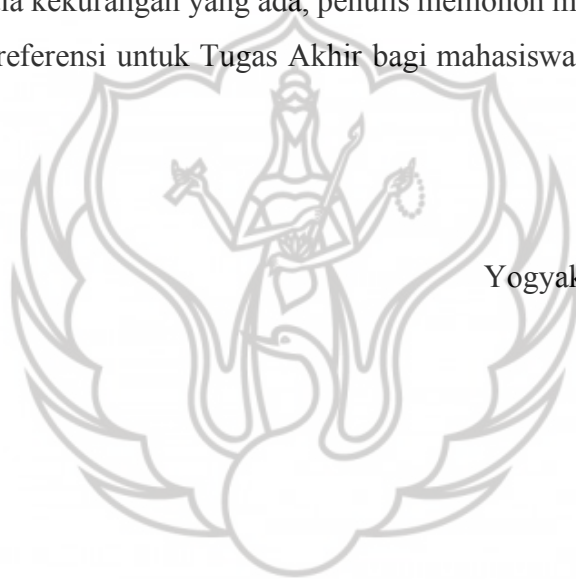 kekurangan yang ada, penulis memohon m
referensi untuk Tugas Akhir bagi mahasiswa
Yogyak